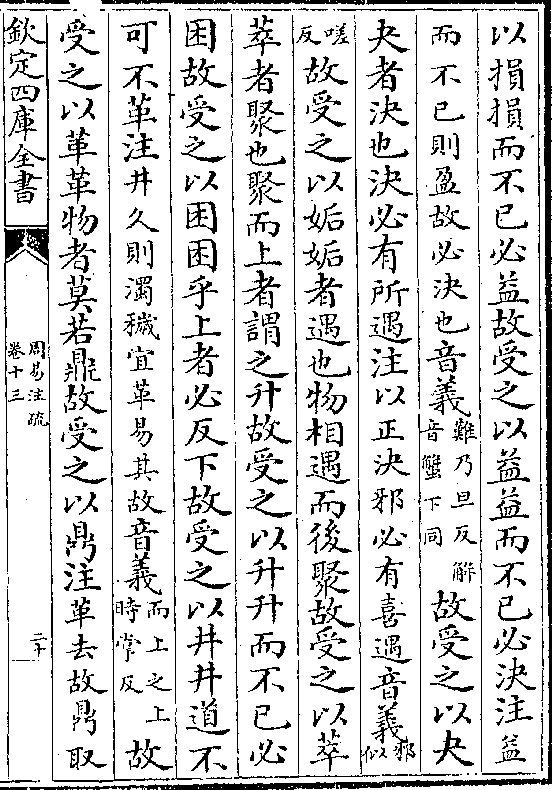 以損損而不已必益故受之以益益而不已必決注益
而不已則盈故必決也音義難乃旦反解音蟹下同故受之以夬
夬者決也決必有所遇注以正決邪必有喜遇音義邪似
嗟反故受之以姤姤者遇也物相遇而後聚故受之以萃
萃者聚也聚而上者謂之升故受之以升升而不已必
困故受之以困困乎上者必反下故受之以井井道不
可不革注井久則濁穢宜革易其故音義而上之上時掌反故
受之以革革物者莫若鼎故受之以鼎注革去故鼎取
欽定四庫全書
周易注疏
卷十三
二十